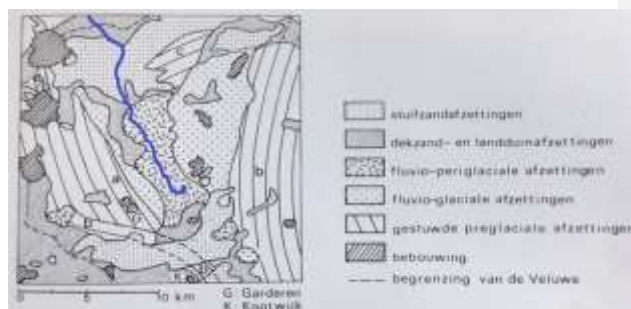 stuifzandafzettingen
dekzand- en landduinafzettingen
fluvio-periglaciale afzettingen
fluvio-glaciale afzettingen
gestuwde preglaciale afzettingen
bebouwing
begrenzing van de Veluwe
a
b
c
K
0 5 10 km
G: Garderen
K: Kootwijk